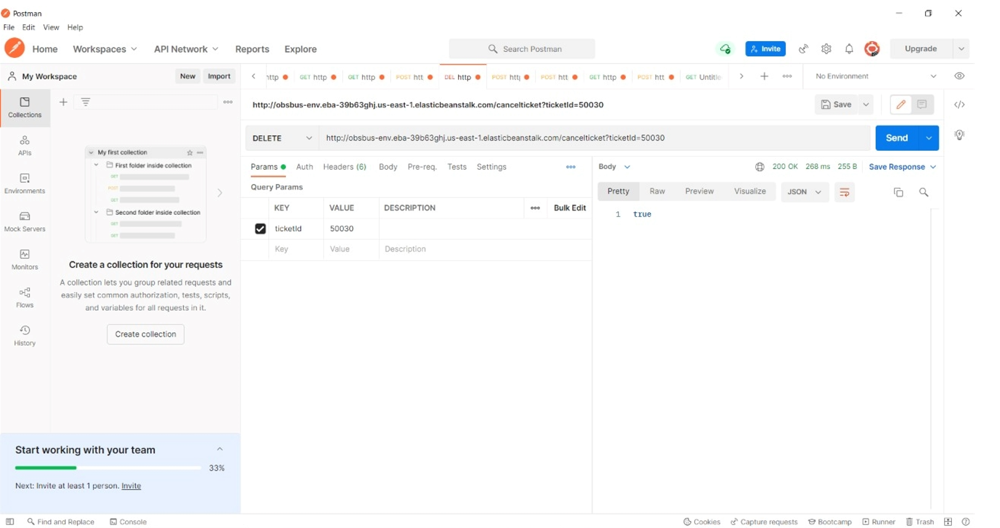 Postman
File Edit View Help
Home Workspaces API Network Reports Explore Search Postman Invite Upgrade
My Workspace New Import
GET http GET http POST htt DEL http POST htt POST htt GET http POST htt GET Untitle No Environment
http://obsbus-env.eba-39b63ghj.us-east-1.elasticbeanstalk.com/cancelticket?ticketId=50030 Save
DELETE http://obsbus-env.eba-39b63ghj.us-east-1.elasticbeanstalk.com/cancelticket?ticketId=50030 Send
Collections
APIs
Environments
Mock Servers
Monitors
Flows
History
My first collection
First folder inside collection
GET
POST
GET
Second folder inside collection
GET
GET
Create a collection for your requests
A collection lets you group related requests and
easily set common authorization, tests, scripts,
and variables for all requests in it.
Create collection
Start working with your team
33%
Next: Invite at least 1 person. Invite
Params Auth Headers (6) Body Pre-req. Tests Settings
Query Params
KEY VALUE DESCRIPTION Bulk Edit
ticketId 50030
Key Value Description
Body 200 OK 268 ms 255 B Save Response
Pretty Raw Preview Visualize JSON
1 true
Find and Replace Console Cookies Capture requests Bootcamp Runner Trash